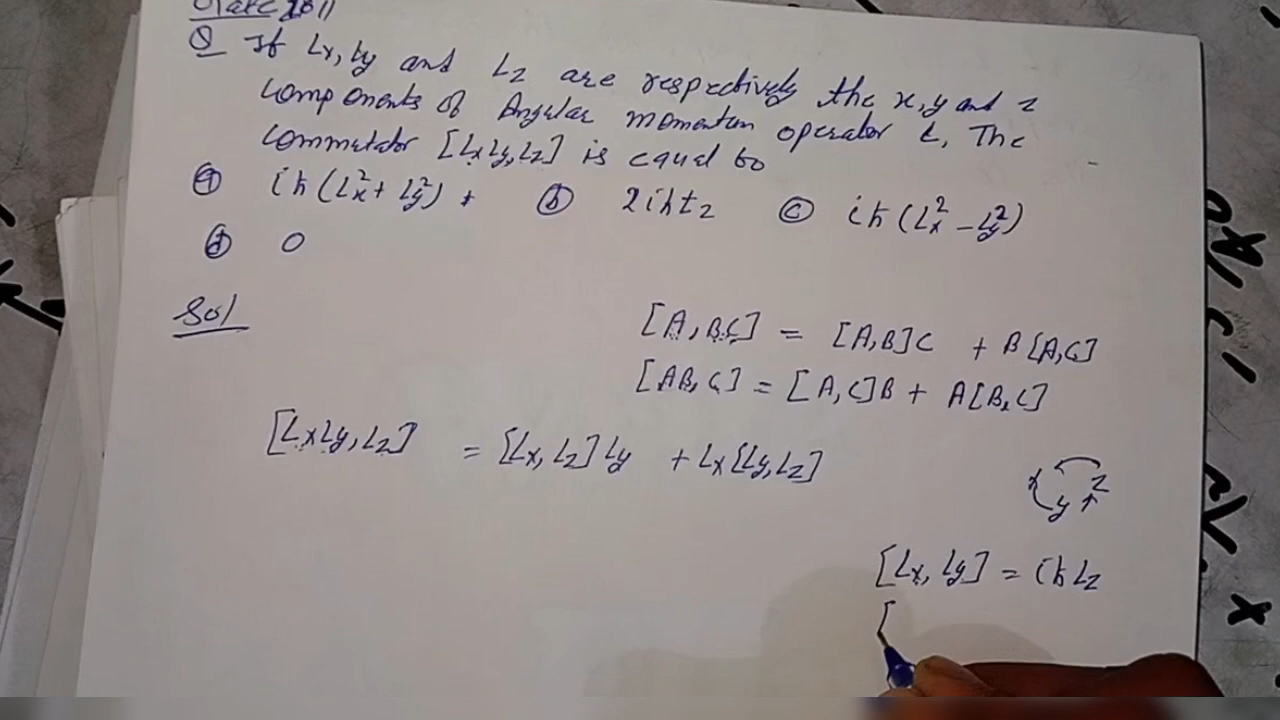 Gate 2011
Q If Lx, Ly and Lz are respectively the x, y and z
components of Angular momentum operator L, The
commutator [LxLy, Lz] is equal to
(a) iħ(Lx² + Ly²) (b) 2iħLz (c) iħ(Lx² - Ly²)
(d) 0
Sol
[A, BC] = [A,B]C + B[A,C]
[AB, C] = [A,C]B + A[B,C]
[LxLy, Lz] = [Lx, Lz]Ly + Lx[Ly, Lz]
x z
y
[Lx, Ly] = iħLz
[